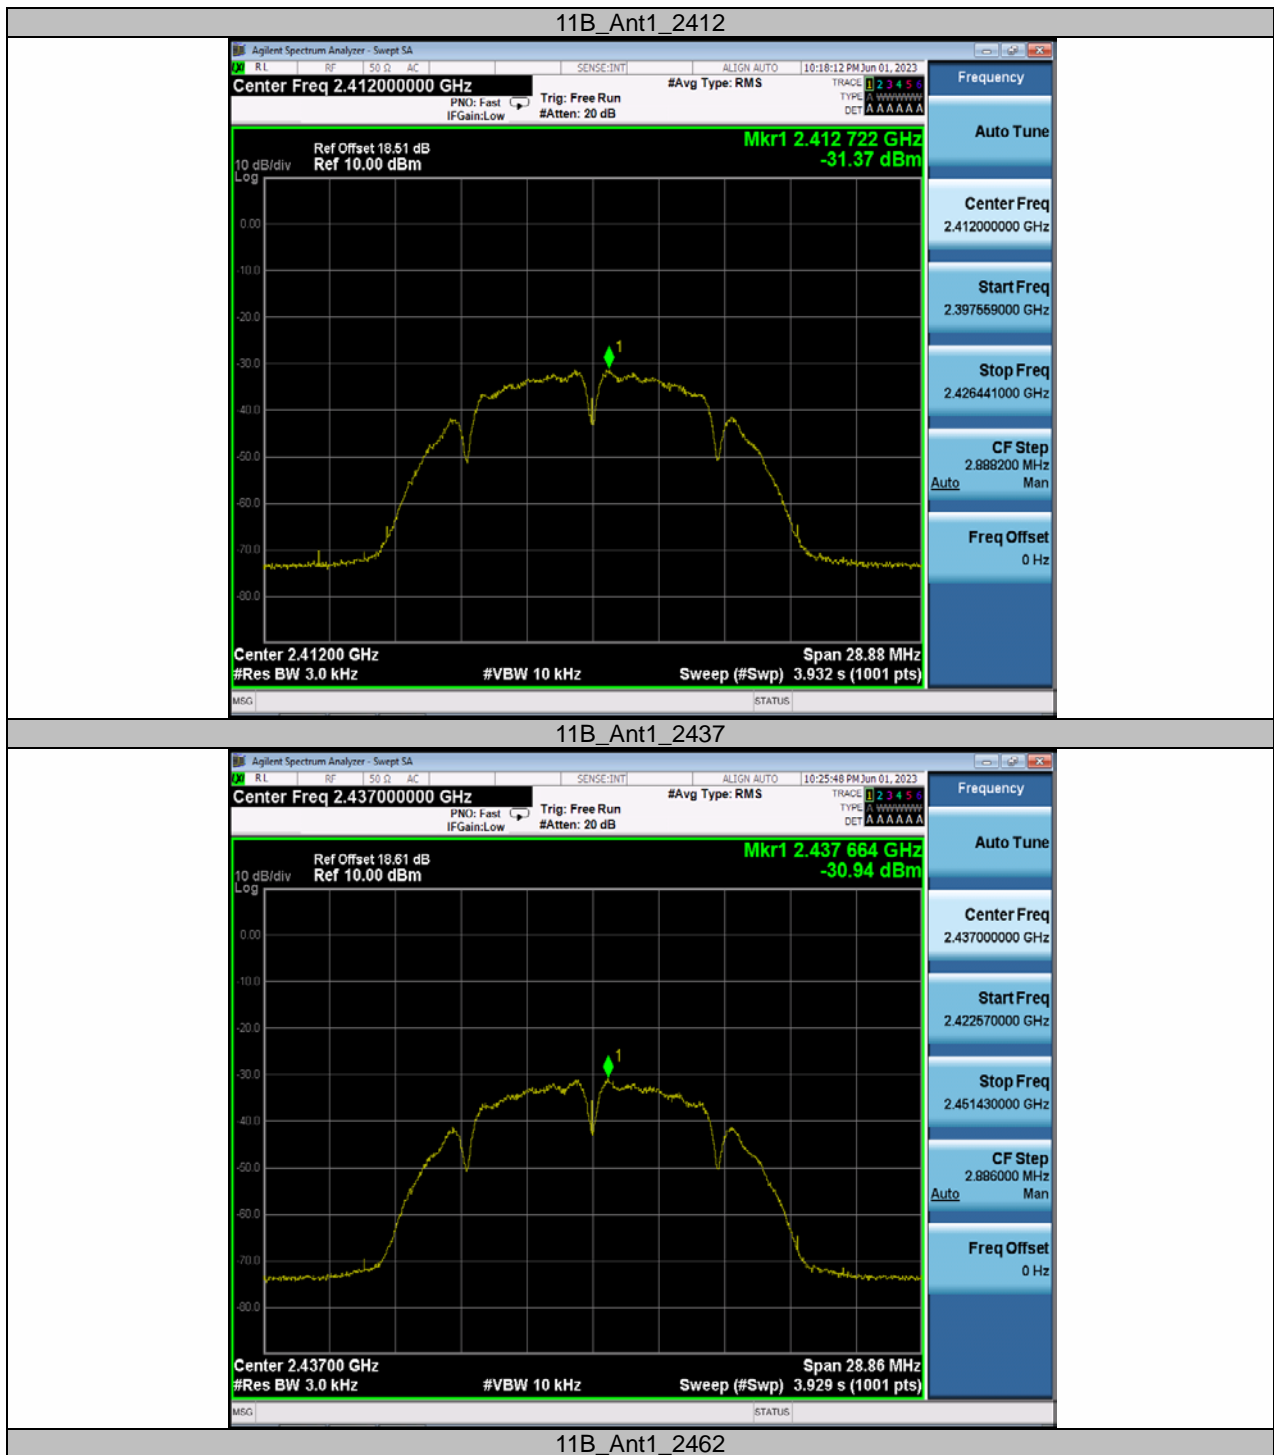 11B_Ant1_2412
Agilent Spectrum Analyzer - Swept SA
RL RF 50 Ω AC SENSE:INT ALIGN AUTO 10:18:12 PM Jun 01, 2023
Center Freq 2.412000000 GHz
PNO: Fast
IFGain:Low
Trig: Free Run
#Atten: 20 dB
#Avg Type: RMS
TRACE 1 2 3 4 5 6
TYPE A WWWWW
DET A A A A A A
Mkr1 2.412 722 GHz
-31.37 dBm
Ref Offset 18.51 dB
10 dB/div Ref 10.00 dBm
Log
0.00
-10.0
-20.0
-30.0
-40.0
-50.0
-60.0
-70.0
-80.0
1
Center 2.41200 GHz Span 28.88 MHz
#Res BW 3.0 kHz #VBW 10 kHz Sweep (#Swp) 3.932 s (1001 pts)
MSG STATUS
Frequency
Auto Tune
Center Freq
2.412000000 GHz
Start Freq
2.397559000 GHz
Stop Freq
2.426441000 GHz
CF Step
2.888200 MHz
Auto Man
Freq Offset
0 Hz
11B_Ant1_2437
Agilent Spectrum Analyzer - Swept SA
RL RF 50 Ω AC SENSE:INT ALIGN AUTO 10:25:48 PM Jun 01, 2023
Center Freq 2.437000000 GHz
PNO: Fast
IFGain:Low
Trig: Free Run
#Atten: 20 dB
#Avg Type: RMS
TRACE 1 2 3 4 5 6
TYPE A WWWWW
DET A A A A A A
Mkr1 2.437 664 GHz
-30.94 dBm
Ref Offset 18.61 dB
10 dB/div Ref 10.00 dBm
Log
0.00
-10.0
-20.0
-30.0
-40.0
-50.0
-60.0
-70.0
-80.0
1
Center 2.43700 GHz Span 28.86 MHz
#Res BW 3.0 kHz #VBW 10 kHz Sweep (#Swp) 3.929 s (1001 pts)
MSG STATUS
Frequency
Auto Tune
Center Freq
2.437000000 GHz
Start Freq
2.422570000 GHz
Stop Freq
2.451430000 GHz
CF Step
2.886000 MHz
Auto Man
Freq Offset
0 Hz
11B_Ant1_2462